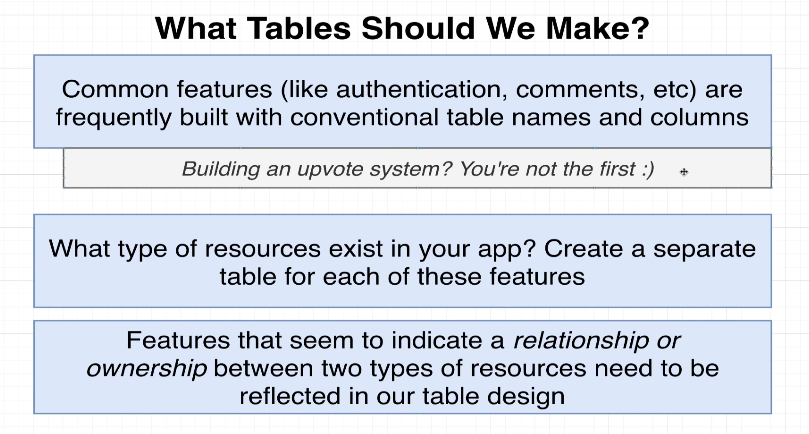 What Tables Should We Make?
Common features (like authentication, comments, etc) are
frequently built with conventional table names and columns
Building an upvote system? You're not the first :)
What type of resources exist in your app? Create a separate
table for each of these features
Features that seem to indicate a relationship or
ownership between two types of resources need to be
reflected in our table design